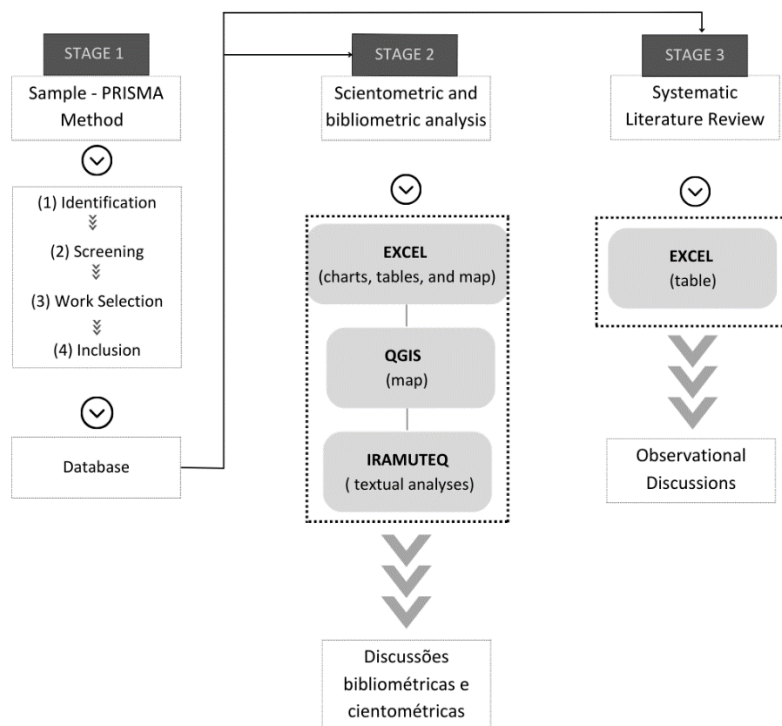 STAGE 1
Sample - PRISMA
Method
(1) Identification
(2) Screening
(3) Work Selection
(4) Inclusion
Database
STAGE 2
Scientometric and
bibliometric analysis
EXCEL
(charts, tables, and map)
QGIS
(map)
IRAMUTEQ
( textual analyses)
Discussões
bibliométricas e
cientométricas
STAGE 3
Systematic
Literature Review
EXCEL
(table)
Observational
Discussions